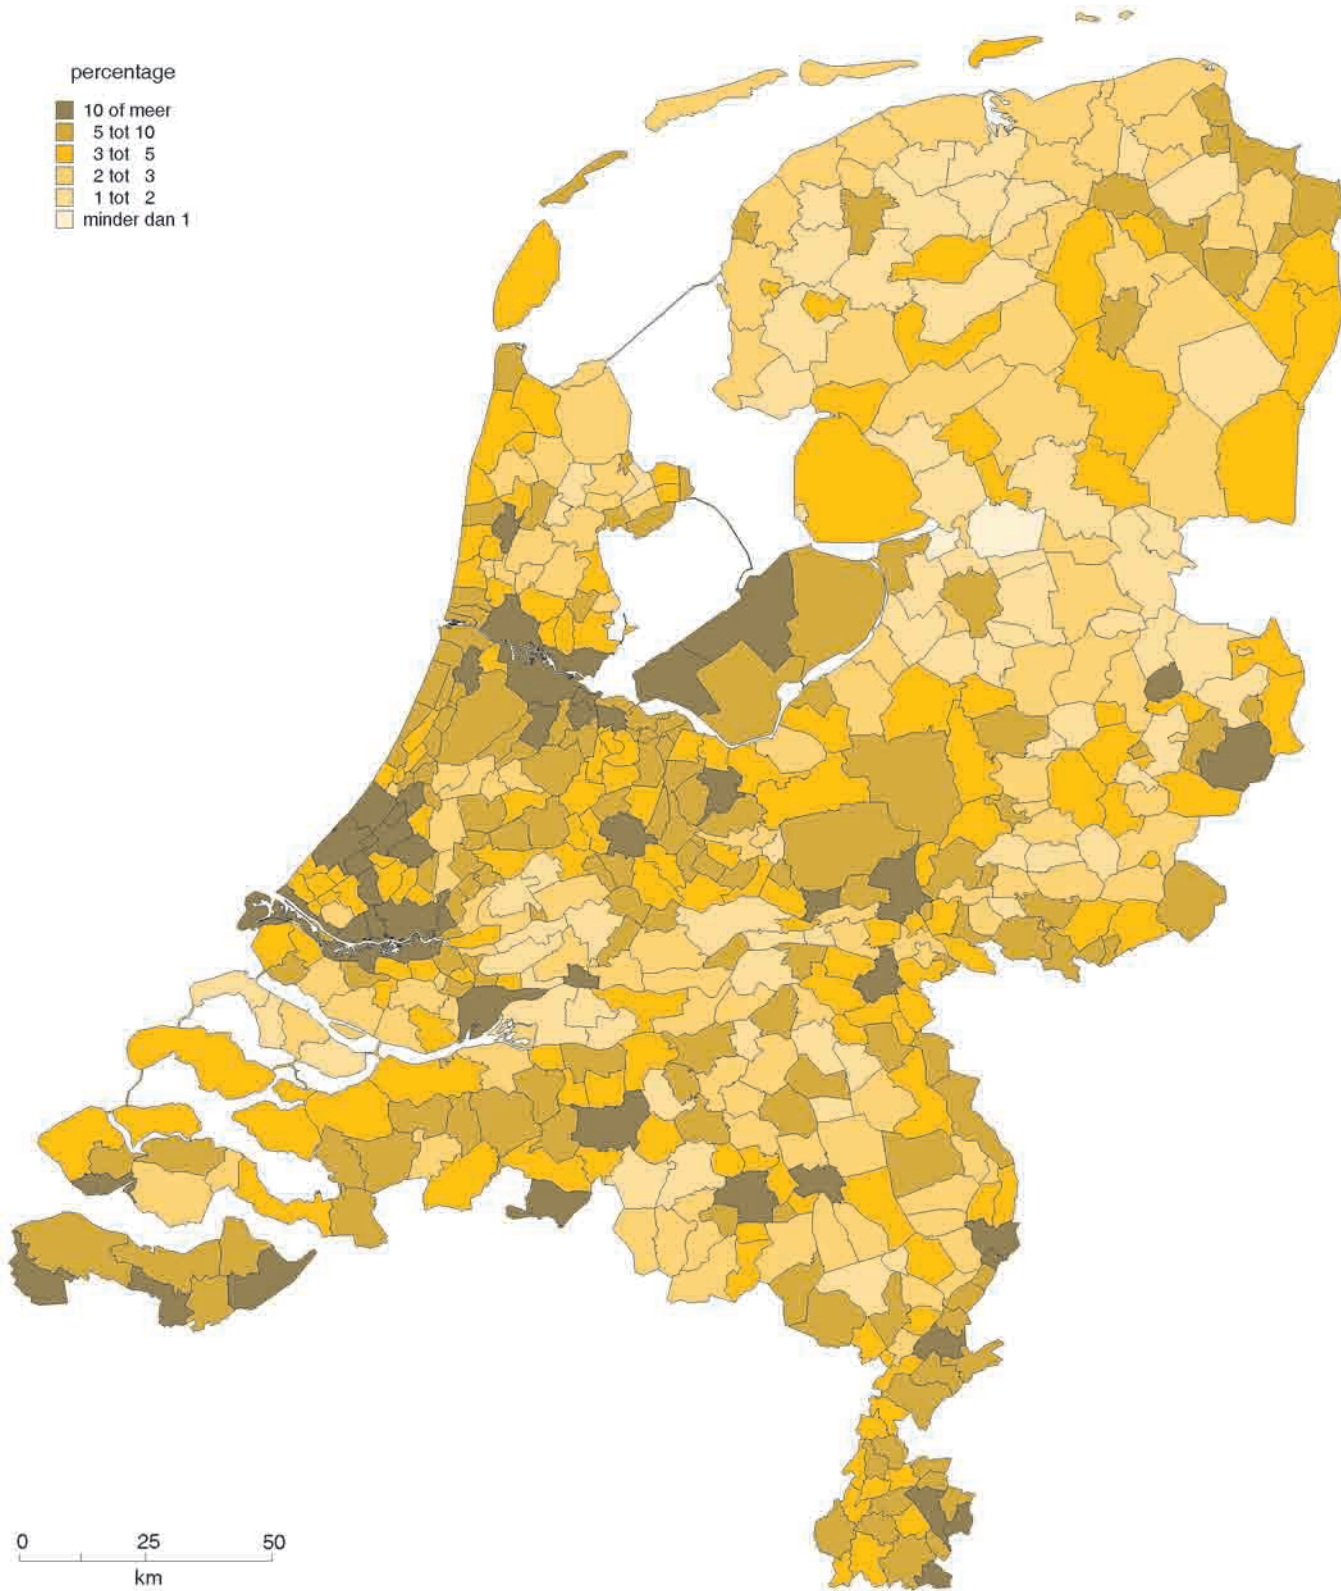 percentage
10 of meer
5 tot 10
3 tot 5
2 tot 3
1 tot 2
minder dan 1
0 25 50
km